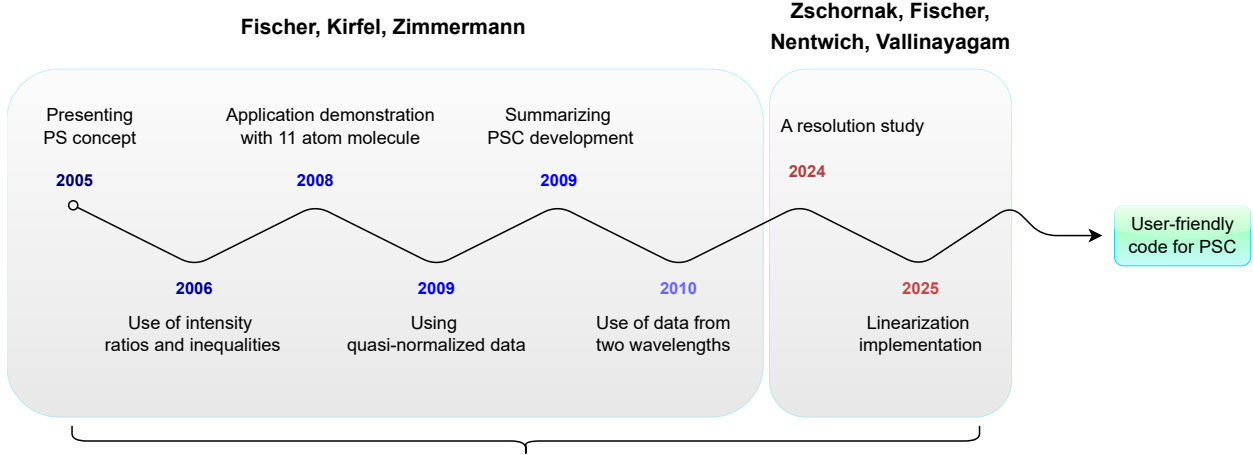 Fischer, Kirfel, Zimmermann
Zschornak, Fischer,
Nentwich, Vallinayagam
Presenting
PS concept
2005
Use of intensity
ratios and inequalities
2006
Application demonstration
with 11 atom molecule
2008
Using
quasi-normalized data
2009
Summarizing
PSC development
2009
Use of data from
two wavelengths
2010
A resolution study
2024
Linearization
implementation
2025
User-friendly
code for PSC